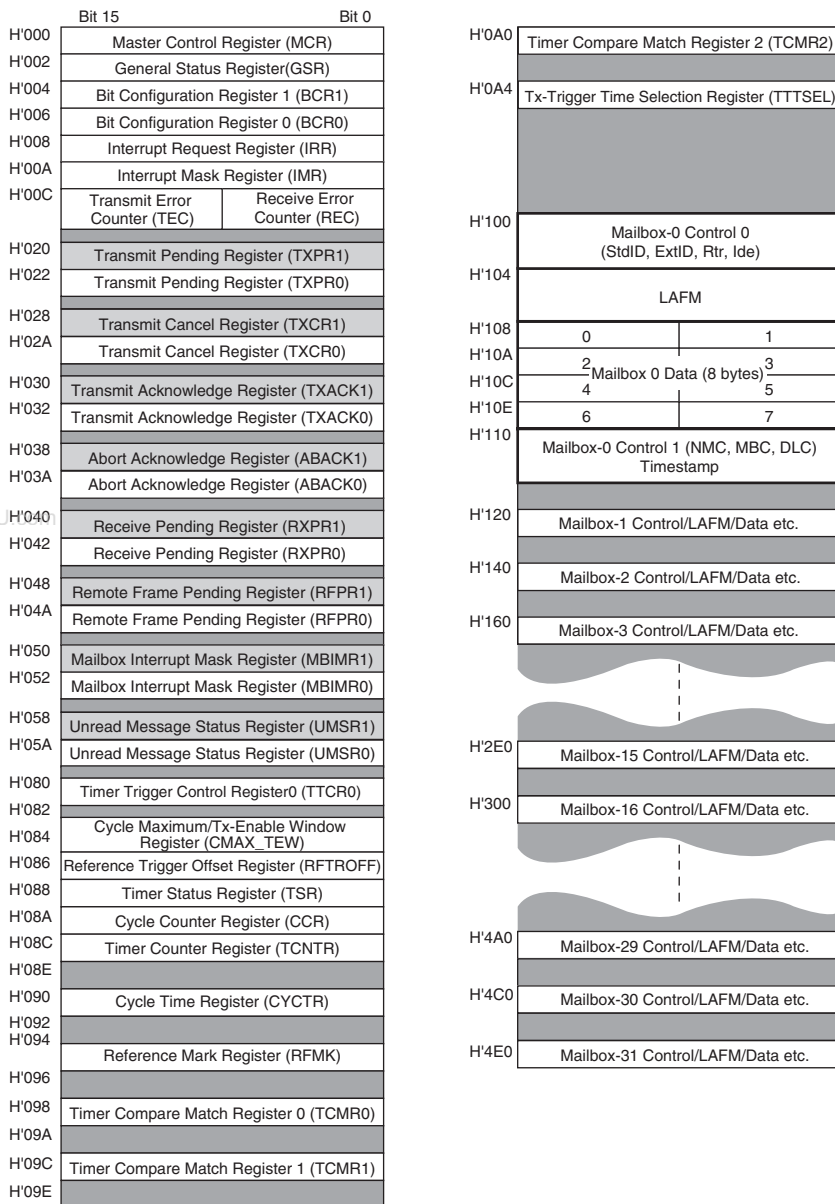 Bit 15 Bit 0
H'000 Master Control Register (MCR)
H'002 General Status Register(GSR)
H'004 Bit Configuration Register 1 (BCR1)
H'006 Bit Configuration Register 0 (BCR0)
H'008 Interrupt Request Register (IRR)
H'00A Interrupt Mask Register (IMR)
H'00C Transmit Error Receive Error
Counter (TEC) Counter (REC)
H'020 Transmit Pending Register (TXPR1)
H'022 Transmit Pending Register (TXPR0)
H'028 Transmit Cancel Register (TXCR1)
H'02A Transmit Cancel Register (TXCR0)
H'030 Transmit Acknowledge Register (TXACK1)
H'032 Transmit Acknowledge Register (TXACK0)
H'038 Abort Acknowledge Register (ABACK1)
H'03A Abort Acknowledge Register (ABACK0)
H'040 Receive Pending Register (RXPR1)
H'042 Receive Pending Register (RXPR0)
H'048 Remote Frame Pending Register (RFPR1)
H'04A Remote Frame Pending Register (RFPR0)
H'050 Mailbox Interrupt Mask Register (MBIMR1)
H'052 Mailbox Interrupt Mask Register (MBIMR0)
H'058 Unread Message Status Register (UMSR1)
H'05A Unread Message Status Register (UMSR0)
H'080 Timer Trigger Control Register0 (TTCR0)
H'082
H'084 Cycle Maximum/Tx-Enable Window
Register (CMAX_TEW)
H'086 Reference Trigger Offset Register (RFTROFF)
H'088 Timer Status Register (TSR)
H'08A Cycle Counter Register (CCR)
H'08C Timer Counter Register (TCNTR)
H'08E
H'090 Cycle Time Register (CYCTR)
H'092
H'094
Reference Mark Register (RFMK)
H'096
H'098 Timer Compare Match Register 0 (TCMR0)
H'09A
H'09C Timer Compare Match Register 1 (TCMR1)
H'09E
H'0A0 Timer Compare Match Register 2 (TCMR2)
H'0A4 Tx-Trigger Time Selection Register (TTTSEL)
H'100 Mailbox-0 Control 0
(StdID, ExtID, Rtr, Ide)
H'104 LAFM
H'108 0 1
H'10A 2 3
Mailbox 0 Data (8 bytes)
H'10C 4 5
H'10E 6 7
H'110 Mailbox-0 Control 1 (NMC, MBC, DLC)
Timestamp
H'120 Mailbox-1 Control/LAFM/Data etc.
H'140 Mailbox-2 Control/LAFM/Data etc.
H'160 Mailbox-3 Control/LAFM/Data etc.
H'2E0 Mailbox-15 Control/LAFM/Data etc.
H'300 Mailbox-16 Control/LAFM/Data etc.
H'4A0 Mailbox-29 Control/LAFM/Data etc.
H'4C0 Mailbox-30 Control/LAFM/Data etc.
H'4E0 Mailbox-31 Control/LAFM/Data etc.